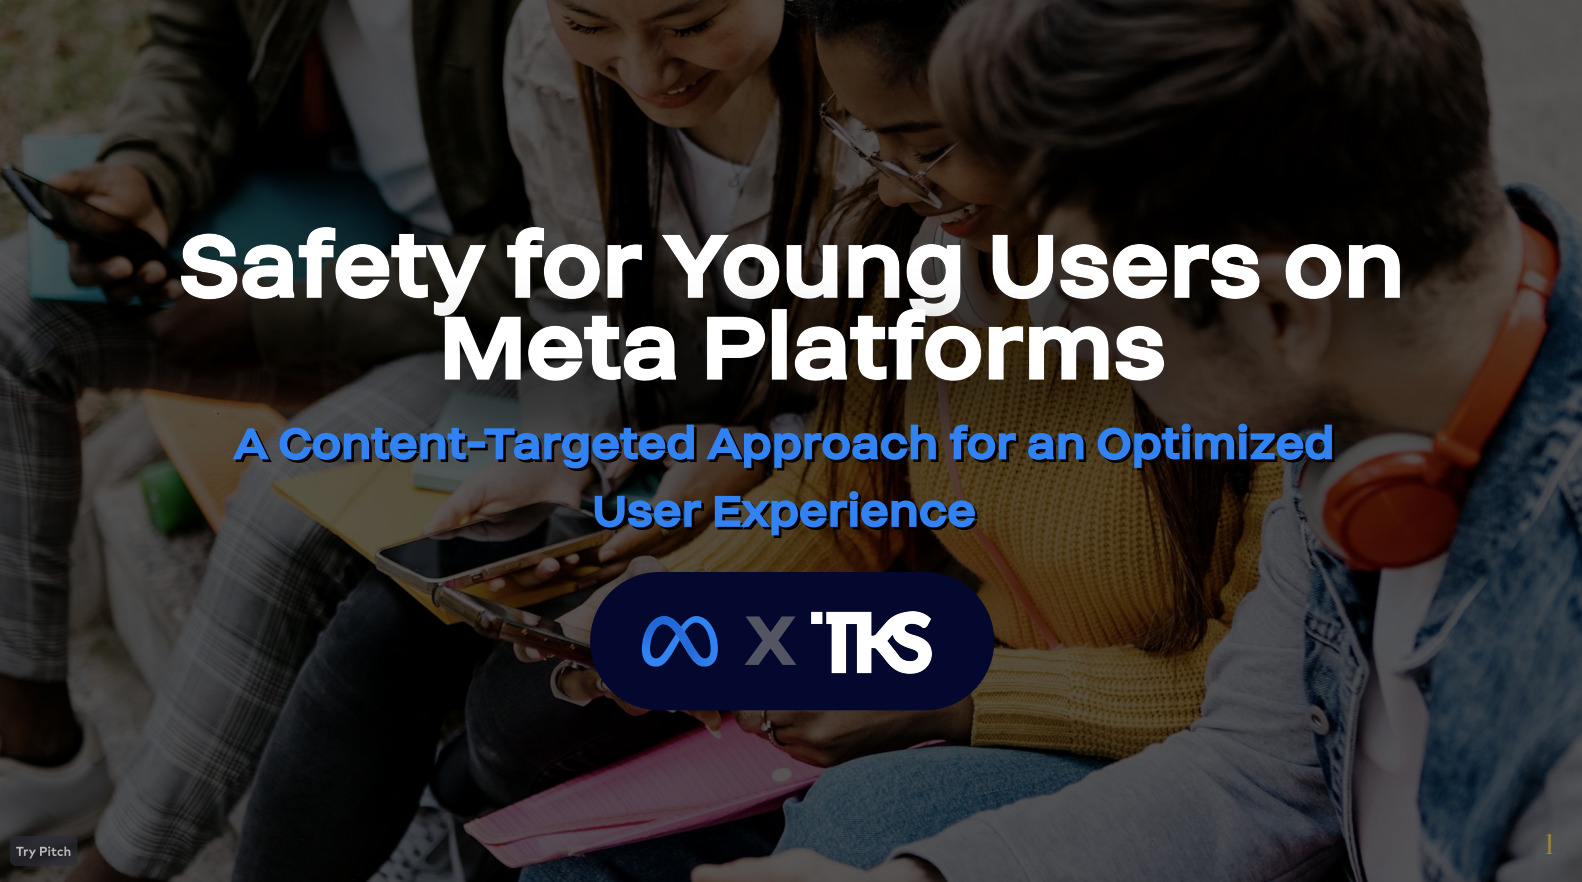 Safety for Young Users on
Meta Platforms
A Content-Targeted Approach for an Optimized
User Experience
X TKS
Try Pitch
1